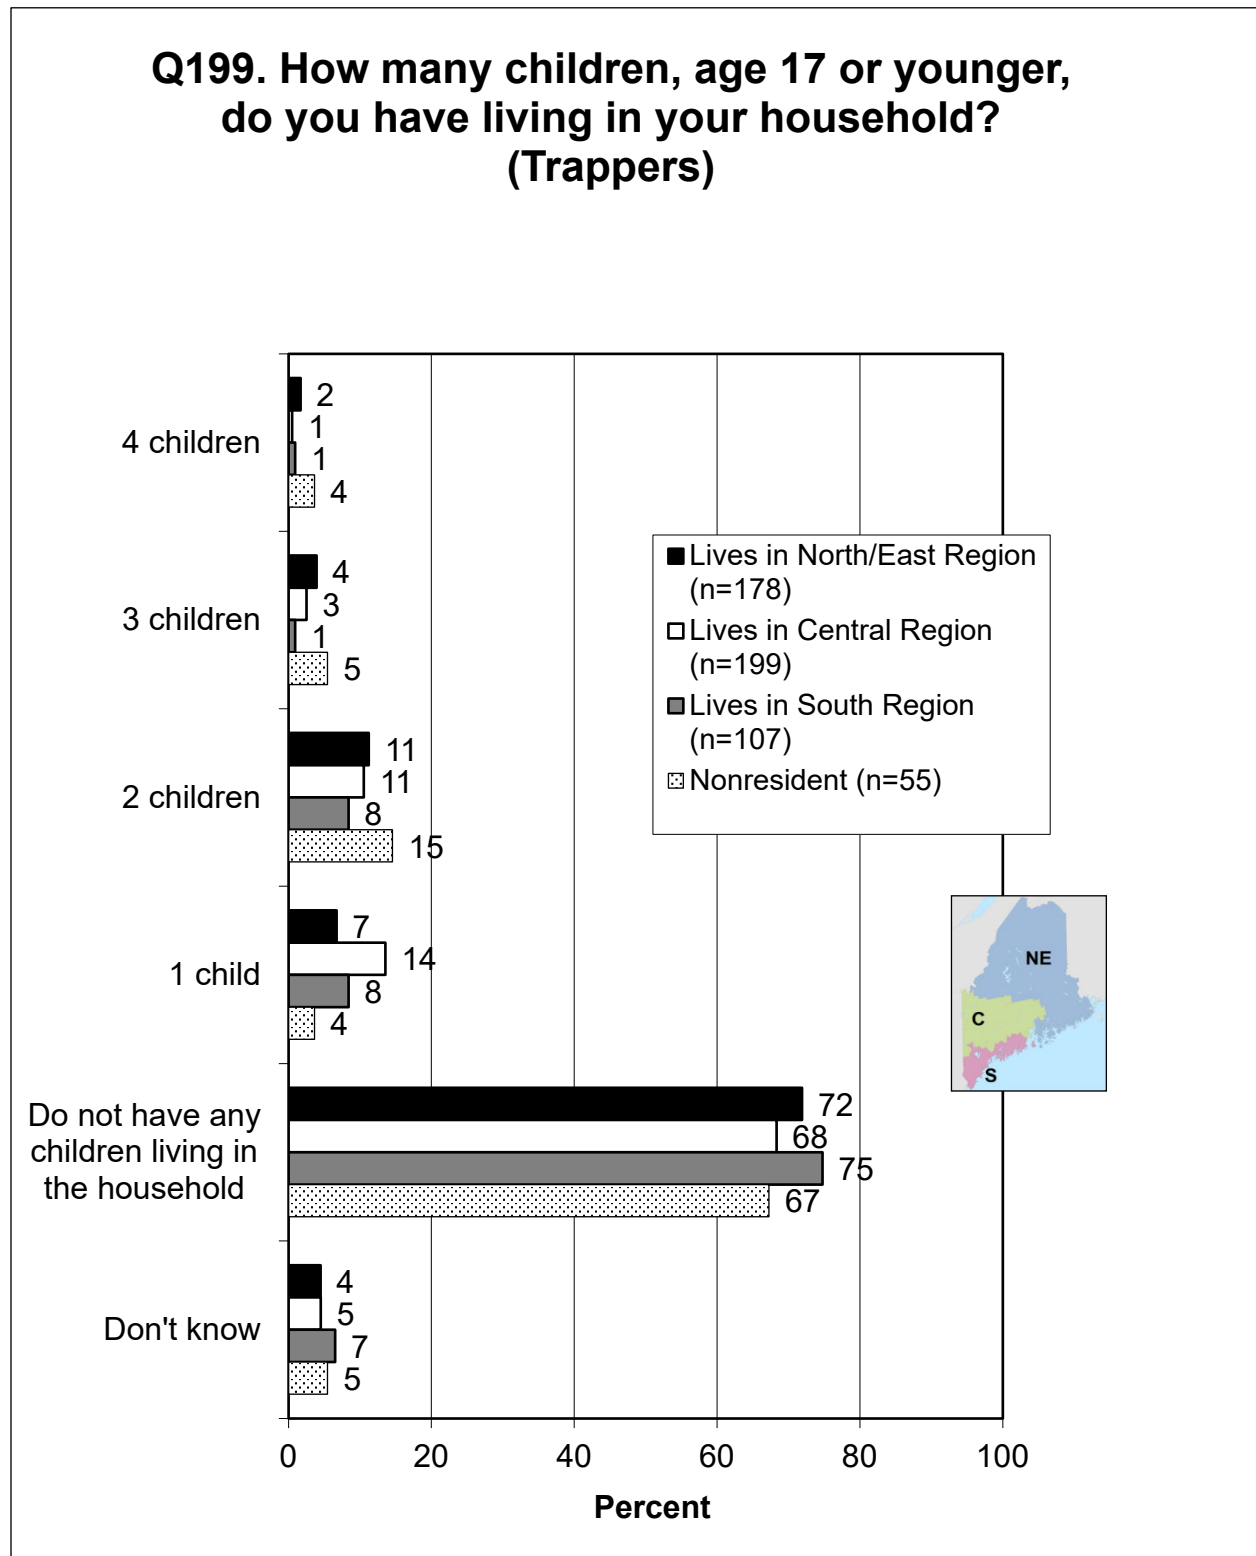 Q199. How many children, age 17 or younger,
do you have living in your household?
(Trappers)
4 children
2
1
1
4
3 children
4
3
1
5
2 children
11
11
8
15
1 child
7
14
8
4
Do not have any
children living in
the household
72
68
75
67
Don't know
4
5
7
5
Lives in North/East Region
(n=178)
Lives in Central Region
(n=199)
Lives in South Region
(n=107)
Nonresident (n=55)
NE
C
S
0 20 40 60 80 100
Percent